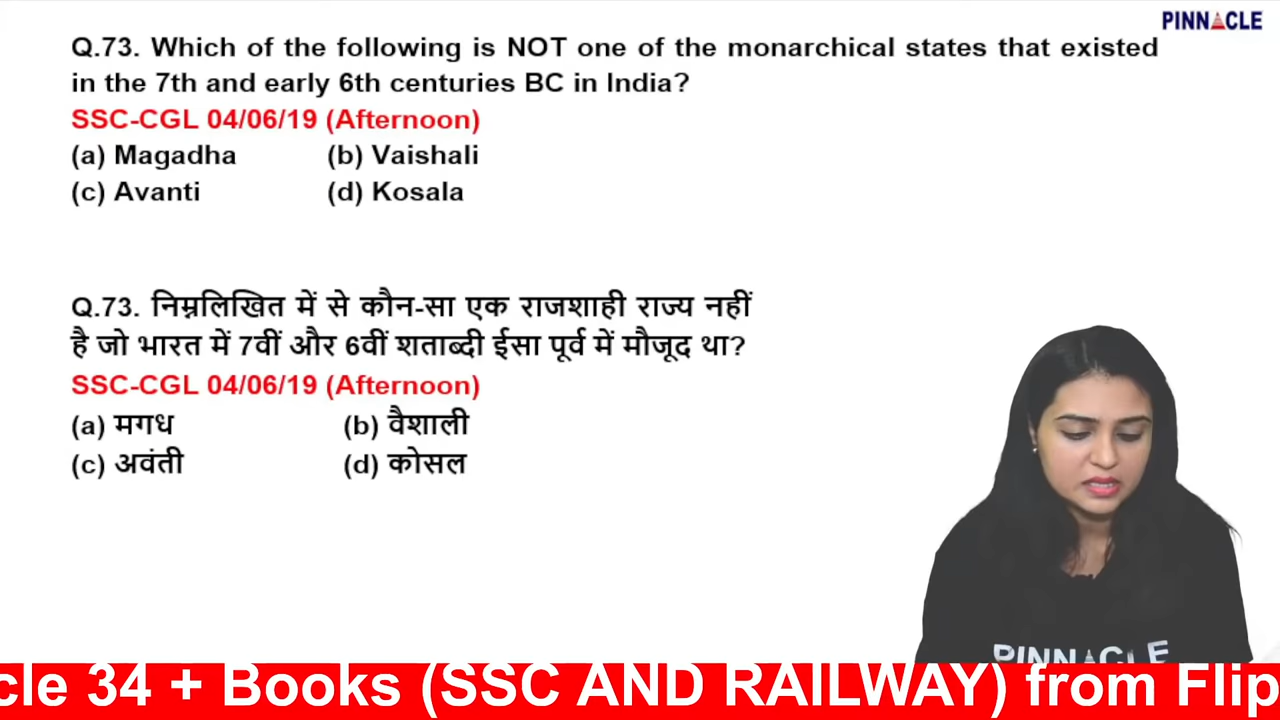 PINNACLE
Q.73. Which of the following is NOT one of the monarchical states that existed
in the 7th and early 6th centuries BC in India?
SSC-CGL 04/06/19 (Afternoon)
(a) Magadha (b) Vaishali
(c) Avanti (d) Kosala
Q.73. निम्नलिखित में से कौन-सा एक राजशाही राज्य नहीं
है जो भारत में 7वीं और 6वीं शताब्दी ईसा पूर्व में मौजूद था?
SSC-CGL 04/06/19 (Afternoon)
(a) मगध (b) वैशाली
(c) अवंती (d) कोसल
PINNACLE
cle 34 + Books (SSC AND RAILWAY) from Flip